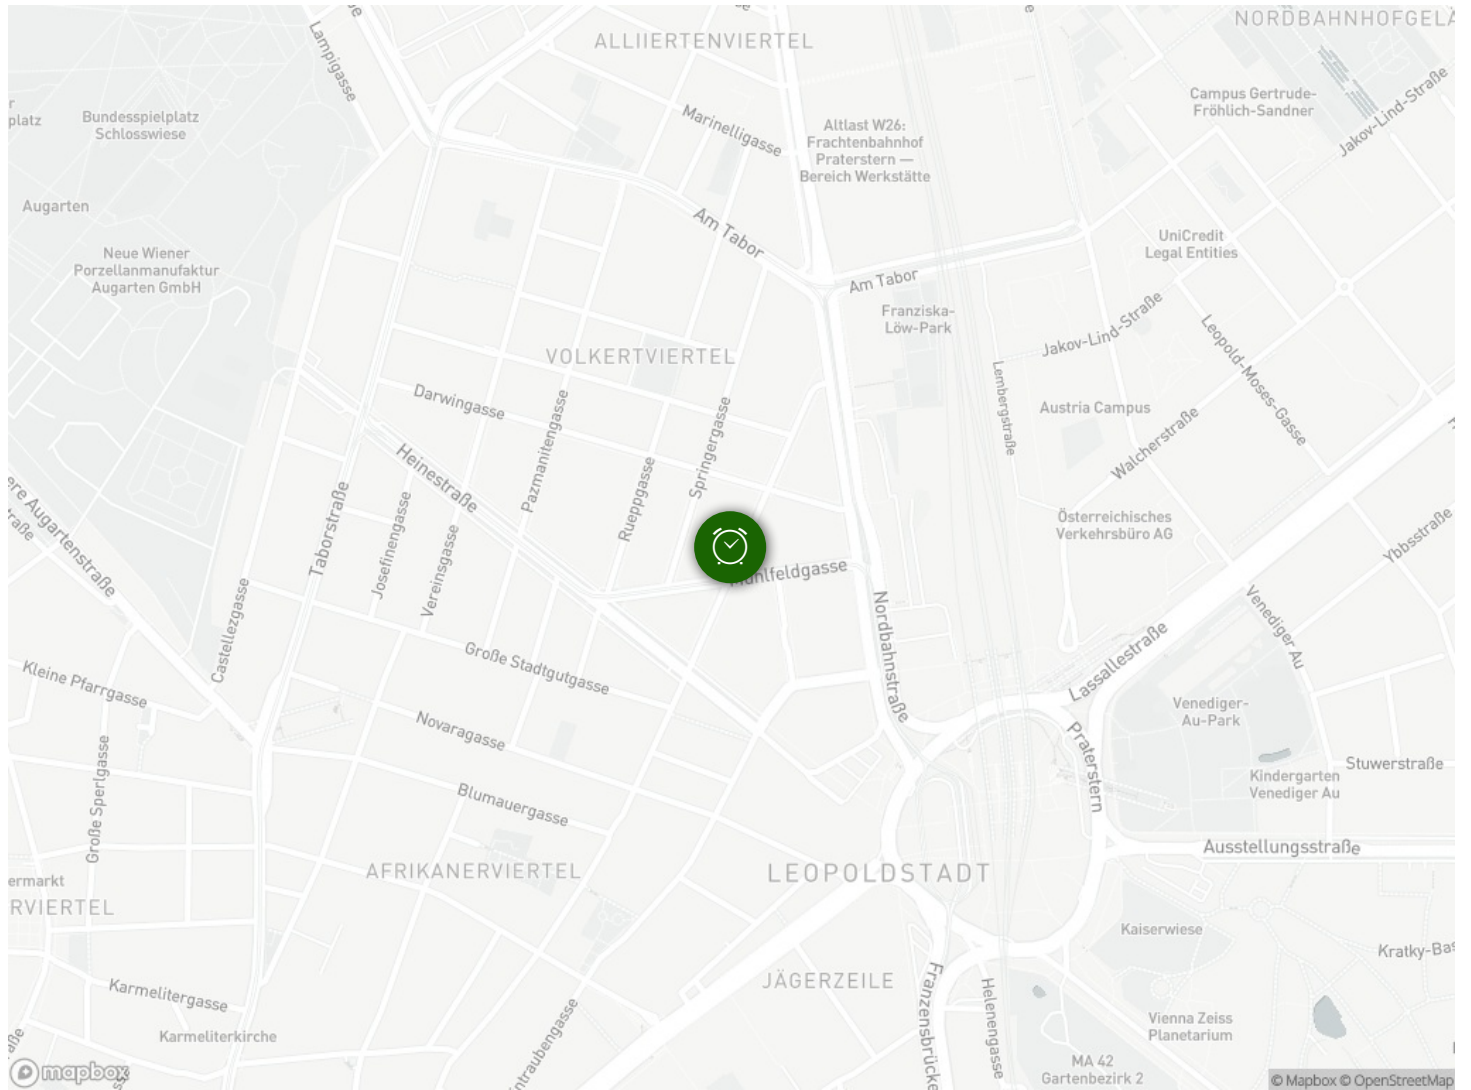 NORDBAHNHOFGELÄ
ALLIIERTENVIERTEL
Lampigasse
Campus Gertrude-
Fröhlich-Sandner
Jakov-Lind-Straße
Bundesspielplatz
Schlosswiese
platz
Marinelligasse
Altlast W26:
Frachtenbahnhof
Praterstern —
Bereich Werkstätte
Augarten
Am Tabor
UniCredit
Legal Entities
Neue Wiener
Porzellanmanufaktur
Augarten GmbH
Am Tabor
Franziska-
Löw-Park
Jakov-Lind-Straße
Leopold-Moses-Gasse
VOLKERTVIERTEL
Lembergstraße
Darwingasse
Pazmanitengasse
Springergasse
Austria Campus
Walcherstraße
Heinestraße
Rueppgasse
ere Augartenstraße
raße
Taborstraße
Josefinengasse
Vereinsgasse
Österreichisches
Verkehrsbüro AG
Ybbsstraße
Mühlfeldgasse
Castellezgasse
Nordbahnstraße
Venediger Au
Lassallestraße
Große Stadtgutgasse
Kleine Pfarrgasse
Venediger-
Au-Park
Novaragasse
Praterstern
Große Sperlgasse
Stuwerstraße
Kindergarten
Venediger Au
Blumauergasse
Ausstellungsstraße
AFRIKANERVIERTEL
LEOPOLDSTADT
ermarkt
RVIERTEL
Kaiserwiese
Kratky-Bas
JÄGERZEILE
Franzensbrücke
Helenengasse
Karmelitergasse
Karmeliterkirche
ntraubengasse
Vienna Zeiss
Planetarium
MA 42
Gartenbezirk 2
mapbox
© Mapbox © OpenStreetMap